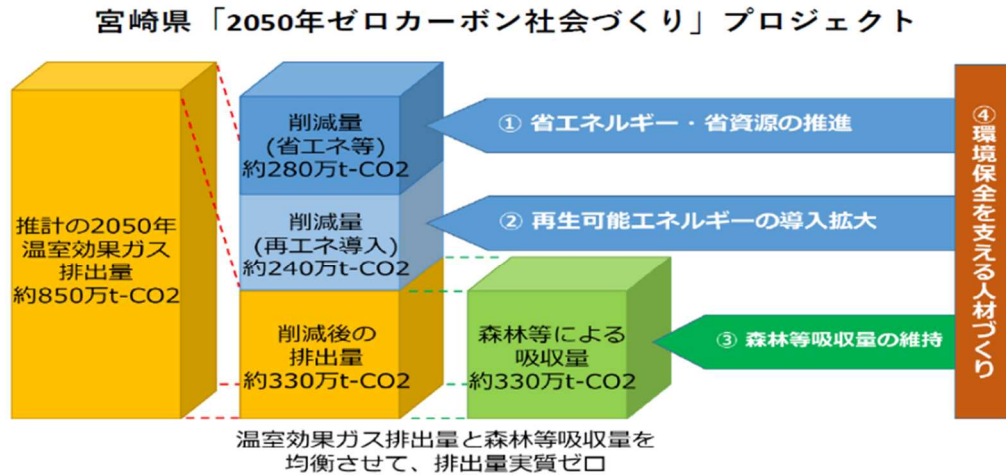 宮崎県「2050年ゼロカーボン社会づくり」プロジェクト
推計の2050年
温室効果ガス
排出量
約850万t-CO2
削減量
(省エネ等)
約280万t-CO2
削減量
(再エネ導入)
約240万t-CO2
削減後の
排出量
約330万t-CO2
森林等による
吸収量
約330万t-CO2
① 省エネルギー・省資源の推進
② 再生可能エネルギーの導入拡大
③ 森林等吸収量の維持
④環境保全を支える人材づくり
温室効果ガス排出量と森林等吸収量を
均衡させて、排出量実質ゼロ